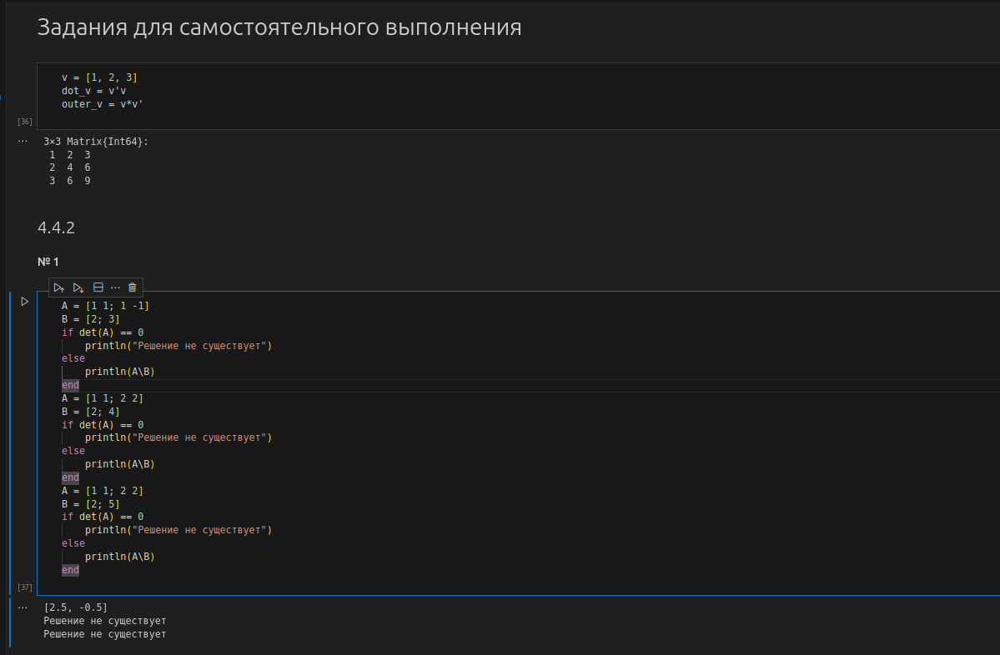 Задания для самостоятельного выполнения
v = [1, 2, 3]
dot_v = v'v
outer_v = v*v'
[36]
... 3×3 Matrix{Int64}:
1 2 3
2 4 6
3 6 9
4.4.2
№ 1
A = [1 1; 1 -1]
B = [2; 3]
if det(A) == 0
println("Решение не существует")
else
println(A\B)
end
A = [1 1; 2 2]
B = [2; 4]
if det(A) == 0
println("Решение не существует")
else
println(A\B)
end
A = [1 1; 2 2]
B = [2; 5]
if det(A) == 0
println("Решение не существует")
else
println(A\B)
end
[37]
... [2.5, -0.5]
Решение не существует
Решение не существует